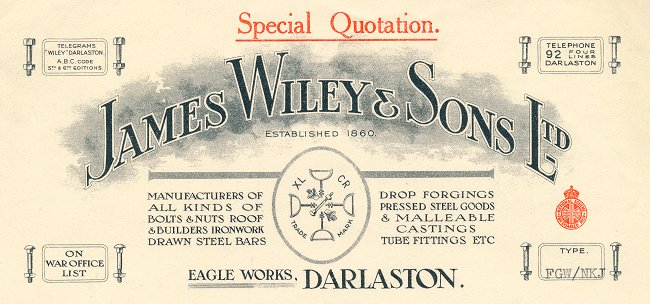 Special Quotation.
TELEGRAMS
"WILEY" DARLASTON.
A.B.C. CODE
5TH & 6TH EDITIONS.
TELEPHONE
92 FOUR LINES
DARLASTON
JAMES WILEY & SONS LTD
ESTABLISHED 1860.
MANUFACTURERS OF
ALL KINDS OF
BOLTS & NUTS ROOF
& BUILDERS IRONWORK
DRAWN STEEL BARS
XL CR
TRADE MARK
DROP FORGINGS
PRESSED STEEL GOODS
& MALLEABLE
CASTINGS
TUBE FITTINGS ETC
ON
WAR OFFICE
LIST
TYPE.
FGW/NKJ
EAGLE WORKS, DARLASTON.